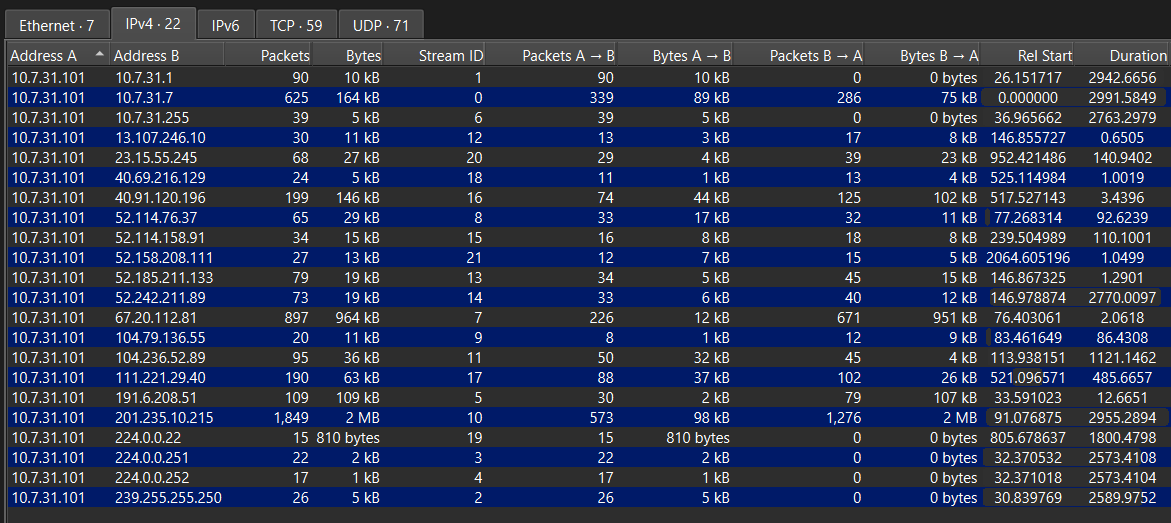 Ethernet · 7 IPv4 · 22 IPv6 TCP · 59 UDP · 71
Address A Address B Packets Bytes Stream ID Packets A → B Bytes A → B Packets B → A Bytes B → A Rel Start Duration
10.7.31.101 10.7.31.1 90 10 kB 1 90 10 kB 0 0 bytes 26.151717 2942.6656
10.7.31.101 10.7.31.7 625 164 kB 0 339 89 kB 286 75 kB 0.000000 2991.5849
10.7.31.101 10.7.31.255 39 5 kB 6 39 5 kB 0 0 bytes 36.965662 2763.2979
10.7.31.101 13.107.246.10 30 11 kB 12 13 3 kB 17 8 kB 146.855727 0.6505
10.7.31.101 23.15.55.245 68 27 kB 20 29 4 kB 39 23 kB 952.421486 140.9402
10.7.31.101 40.69.216.129 24 5 kB 18 11 1 kB 13 4 kB 525.114984 1.0019
10.7.31.101 40.91.120.196 199 146 kB 16 74 44 kB 125 102 kB 517.527143 3.4396
10.7.31.101 52.114.76.37 65 29 kB 8 33 17 kB 32 11 kB 77.268314 92.6239
10.7.31.101 52.114.158.91 34 15 kB 15 16 8 kB 18 8 kB 239.504989 110.1001
10.7.31.101 52.158.208.111 27 13 kB 21 12 7 kB 15 5 kB 2064.605196 1.0499
10.7.31.101 52.185.211.133 79 19 kB 13 34 5 kB 45 15 kB 146.867325 1.2901
10.7.31.101 52.242.211.89 73 19 kB 14 33 6 kB 40 12 kB 146.978874 2770.0097
10.7.31.101 67.20.112.81 897 964 kB 7 226 12 kB 671 951 kB 76.403061 2.0618
10.7.31.101 104.79.136.55 20 11 kB 9 8 1 kB 12 9 kB 83.461649 86.4308
10.7.31.101 104.236.52.89 95 36 kB 11 50 32 kB 45 4 kB 113.938151 1121.1462
10.7.31.101 111.221.29.40 190 63 kB 17 88 37 kB 102 26 kB 521.096571 485.6657
10.7.31.101 191.6.208.51 109 109 kB 5 30 2 kB 79 107 kB 33.591023 12.6651
10.7.31.101 201.235.10.215 1,849 2 MB 10 573 98 kB 1,276 2 MB 91.076875 2955.2894
10.7.31.101 224.0.0.22 15 810 bytes 19 15 810 bytes 0 0 bytes 805.678637 1800.4798
10.7.31.101 224.0.0.251 22 2 kB 3 22 2 kB 0 0 bytes 32.370532 2573.4108
10.7.31.101 224.0.0.252 17 1 kB 4 17 1 kB 0 0 bytes 32.371018 2573.4104
10.7.31.101 239.255.255.250 26 5 kB 2 26 5 kB 0 0 bytes 30.839769 2589.9752